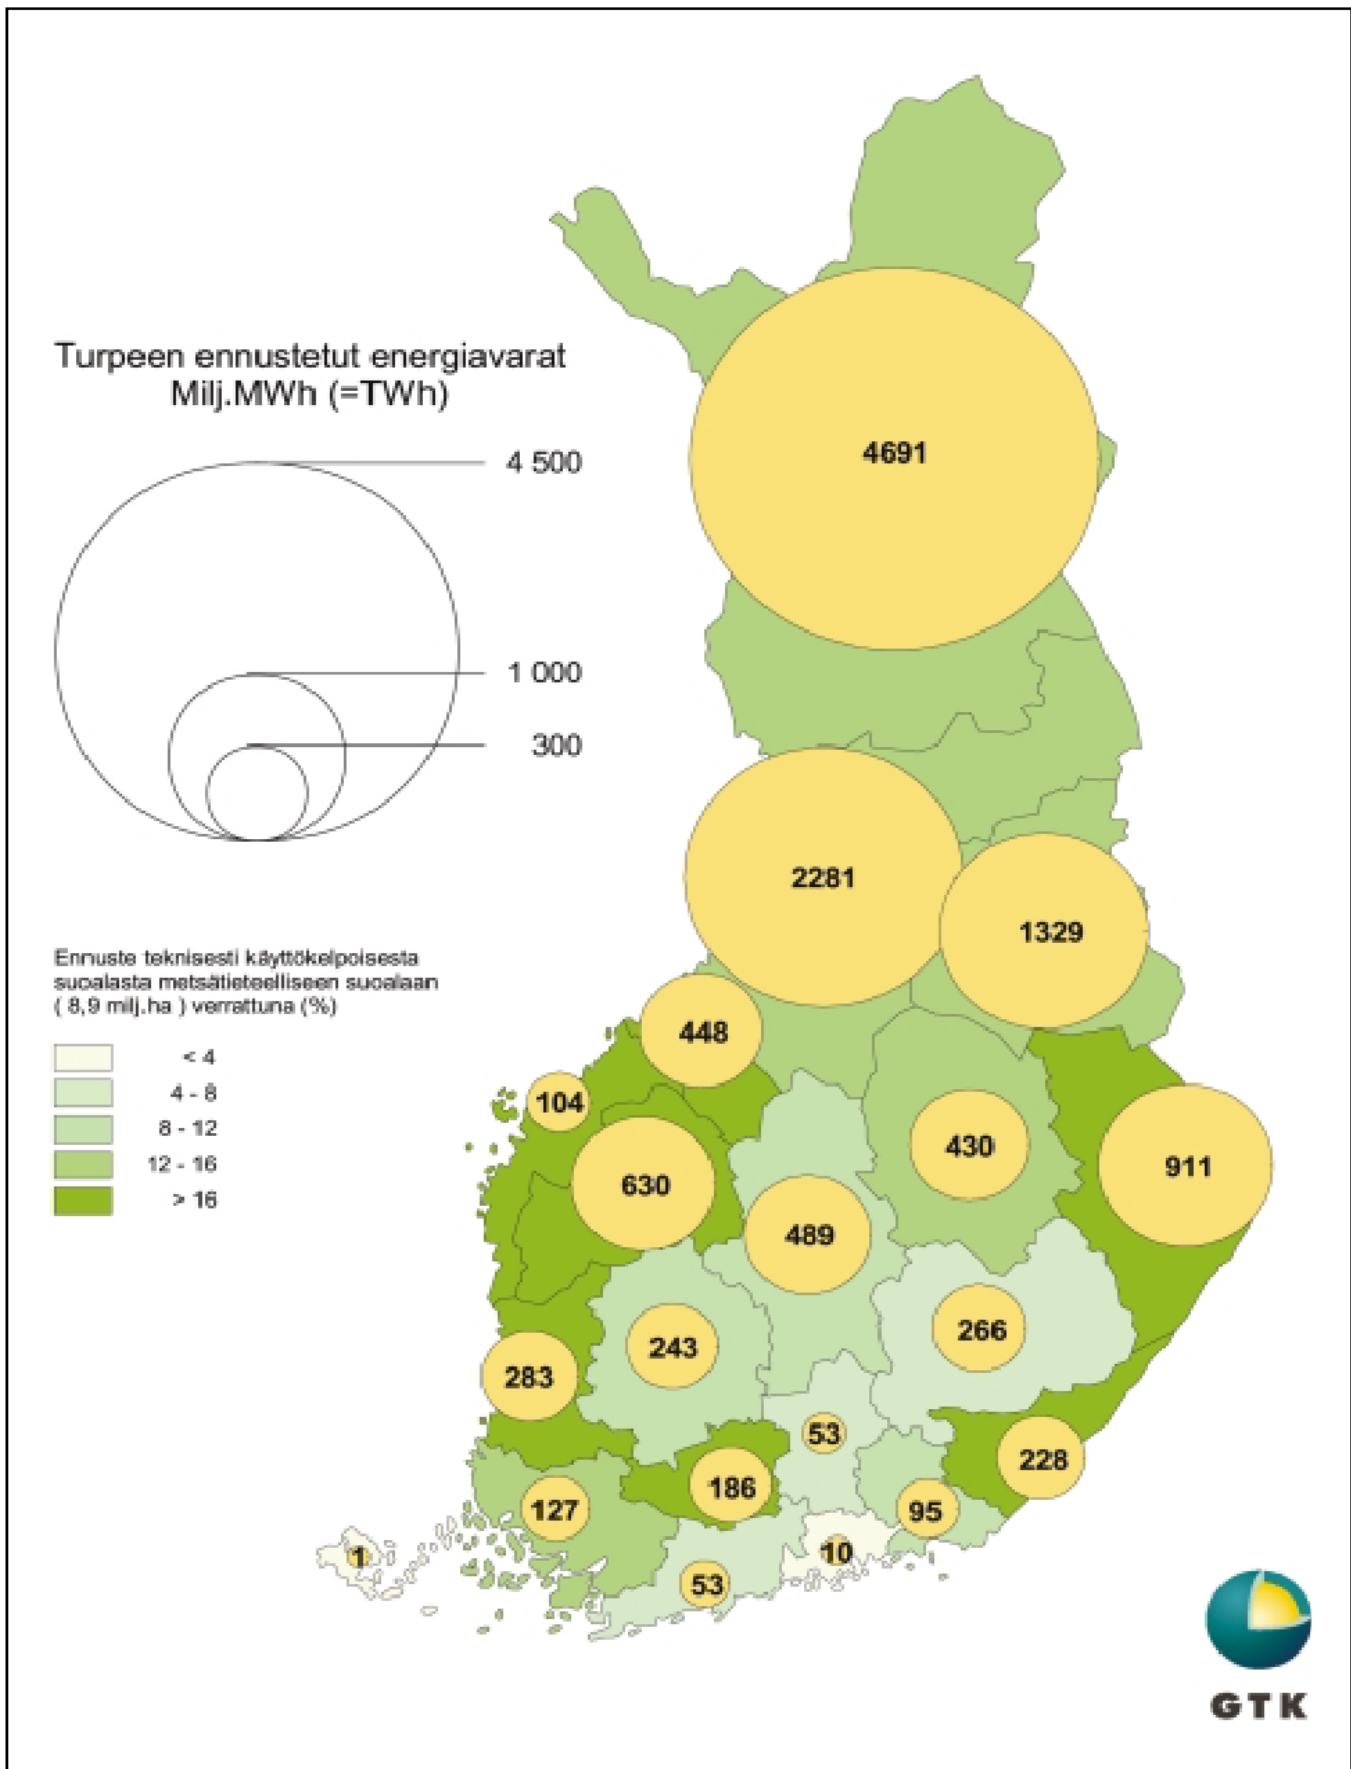 Turpeen ennustetut energiavarat
Milj.MWh (=TWh)
4 500
1 000
300
Ennuste teknisesti käyttökelpoisesta
suoalasta metsätieteelliseen suoalaan
( 8,9 milj.ha ) verrattuna (%)
< 4
4 - 8
8 - 12
12 - 16
> 16
4691
2281
1329
448
104
630
430
911
489
243
266
283
53
228
186
127
95
1
10
53
GTK